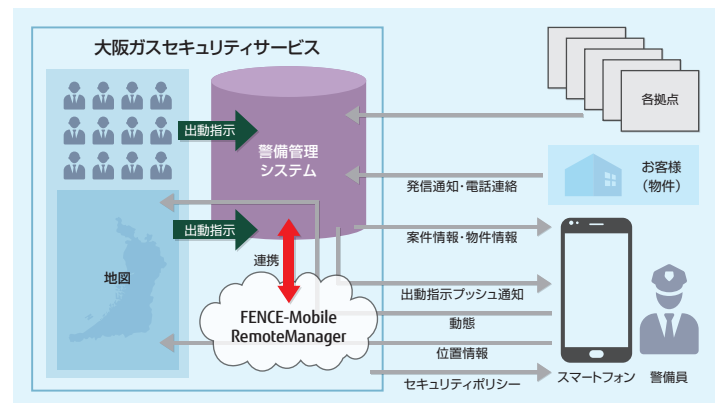 大阪ガスセキュリティサービス
出動指示
警備管理
システム
各拠点
お客様
（物件）
発信通知・電話連絡
出動指示
案件情報・物件情報
連携
地図
出動指示プッシュ通知
FENCE-Mobile
RemoteManager
動態
位置情報
セキュリティポリシー
スマートフォン
警備員